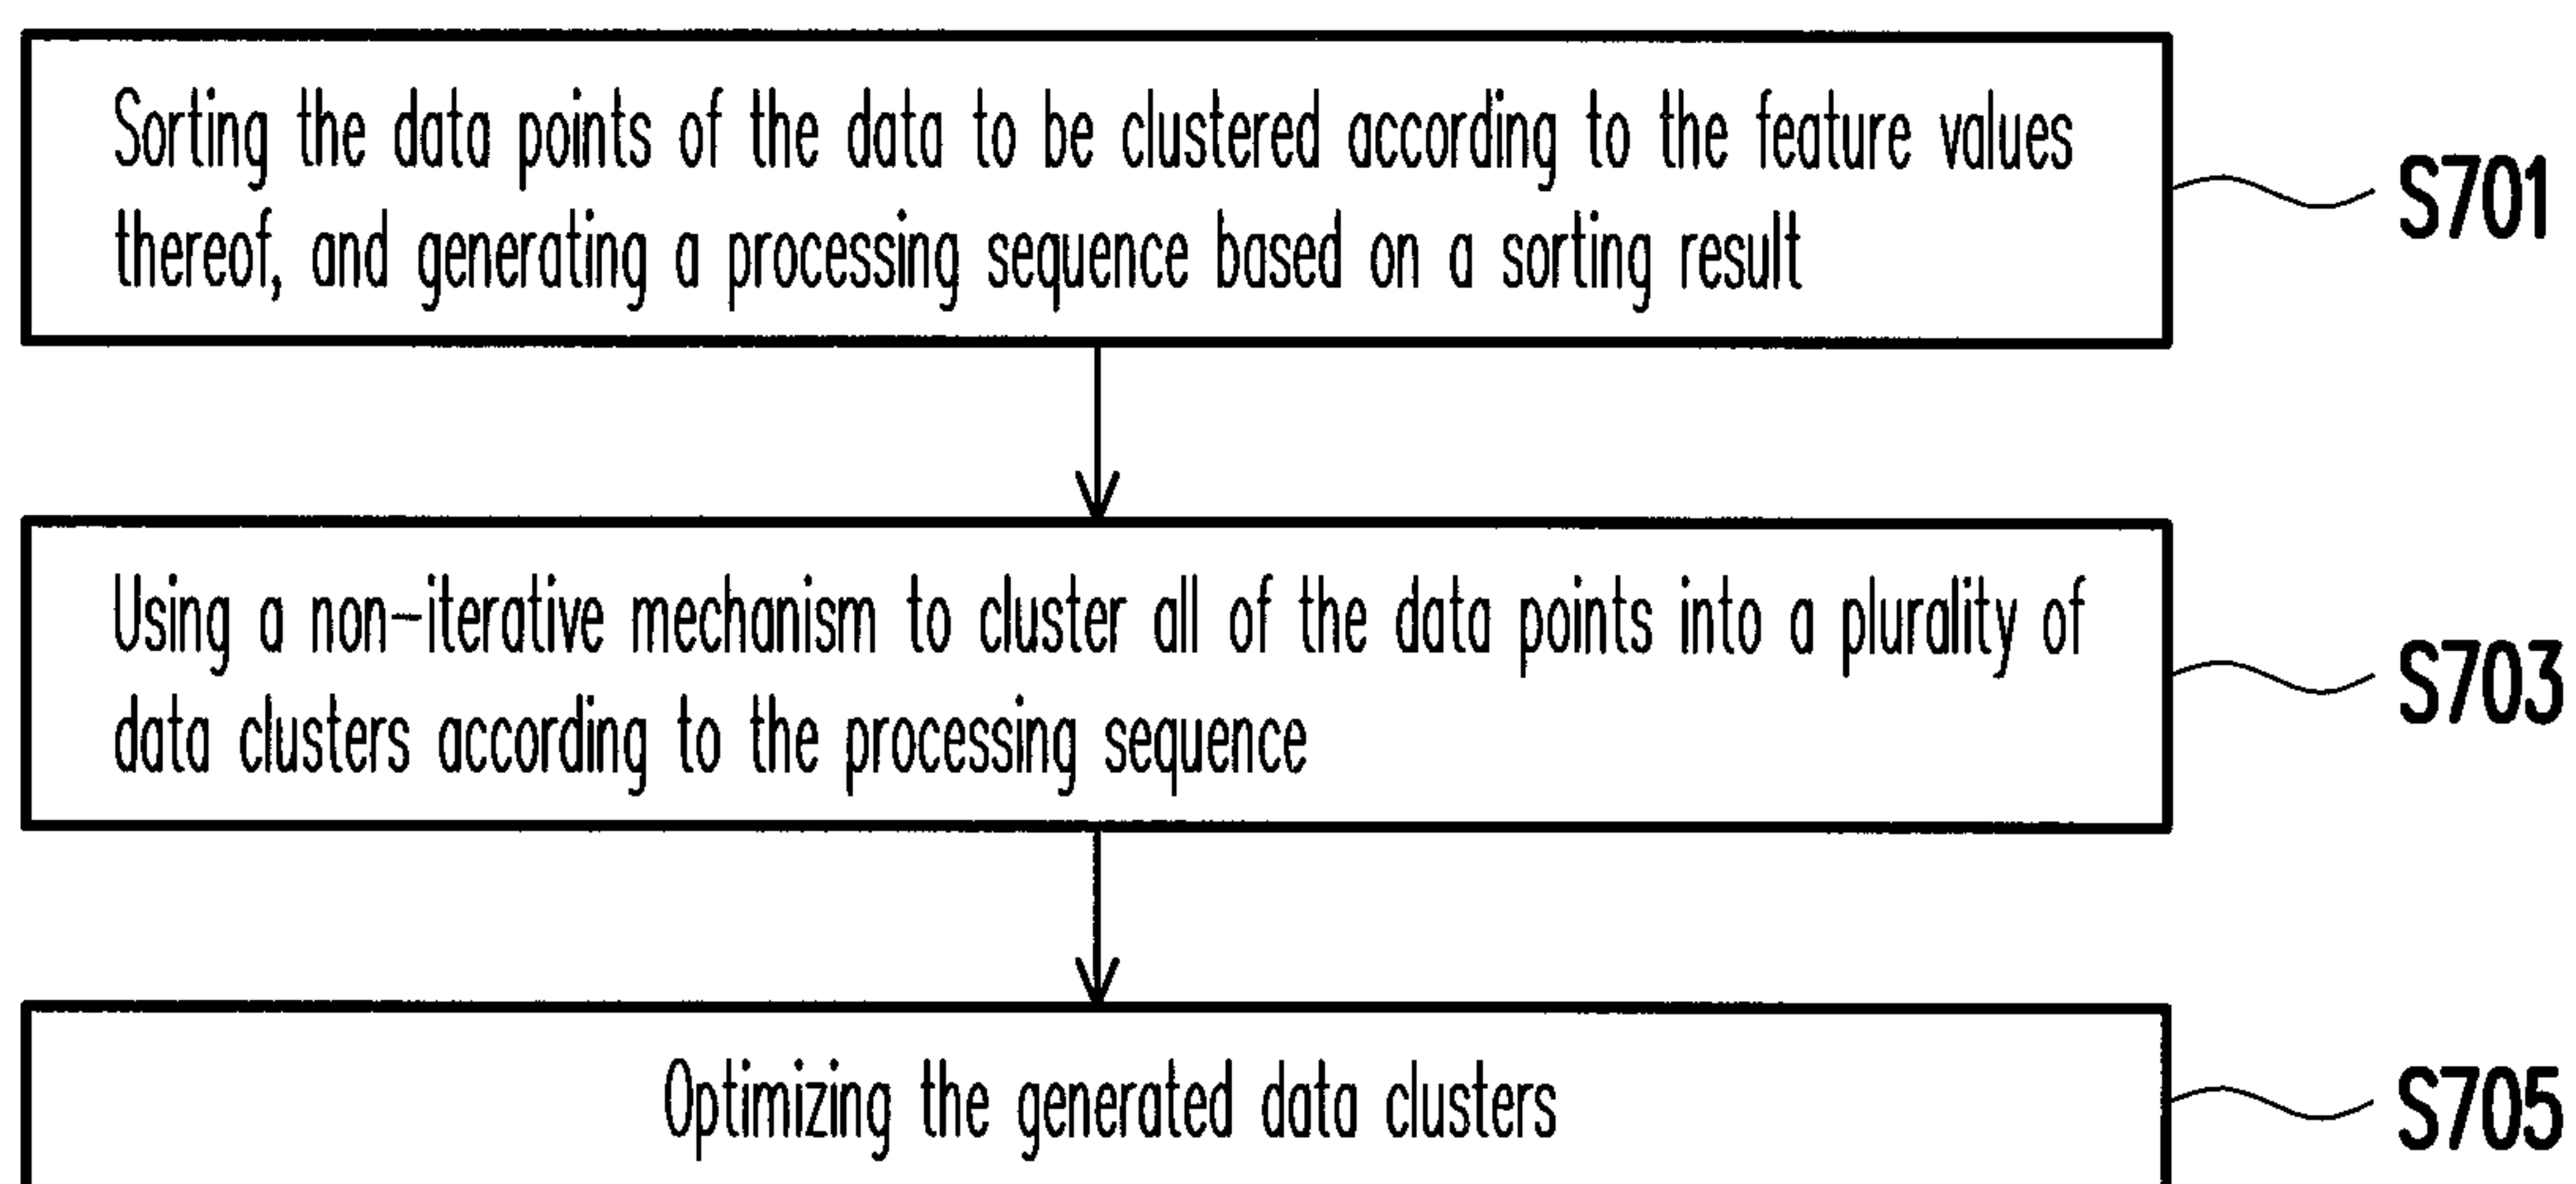 Sorting the data points of the data to be clustered according to the feature values
thereof, and generating a processing sequence based on a sorting result
S701
Using a non-iterative mechanism to cluster all of the data points into a plurality of
data clusters according to the processing sequence
S703
Optimizing the generated data clusters
S705